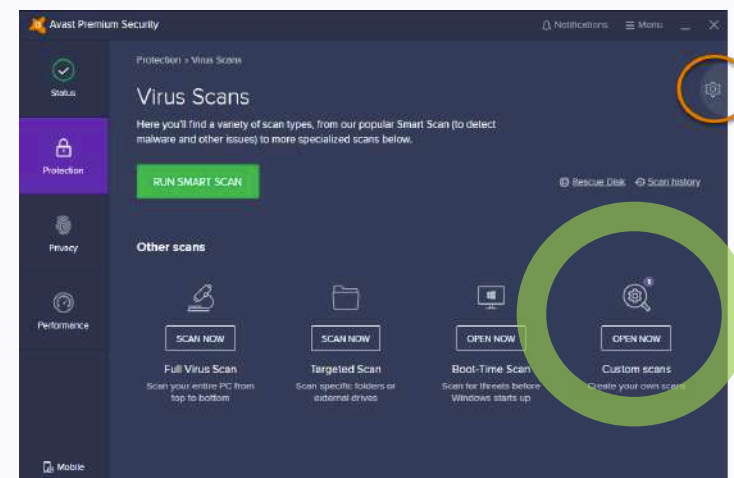 Avast Premium Security
Notifications
Menu
Status
Protection
Privacy
Performance
Mobile
Protection › Virus Scans
Virus Scans
Here you'll find a variety of scan types, from our popular Smart Scan (to detect
malware and other issues) to more specialized scans below.
RUN SMART SCAN
Rescue Disk
Scan history
Other scans
SCAN NOW
Full Virus Scan
Scan your entire PC from
top to bottom
SCAN NOW
Targeted Scan
Scan specific folders or
external drives
OPEN NOW
Boot-Time Scan
Scan for threats before
Windows starts up
1
OPEN NOW
Custom scans
Create your own scans